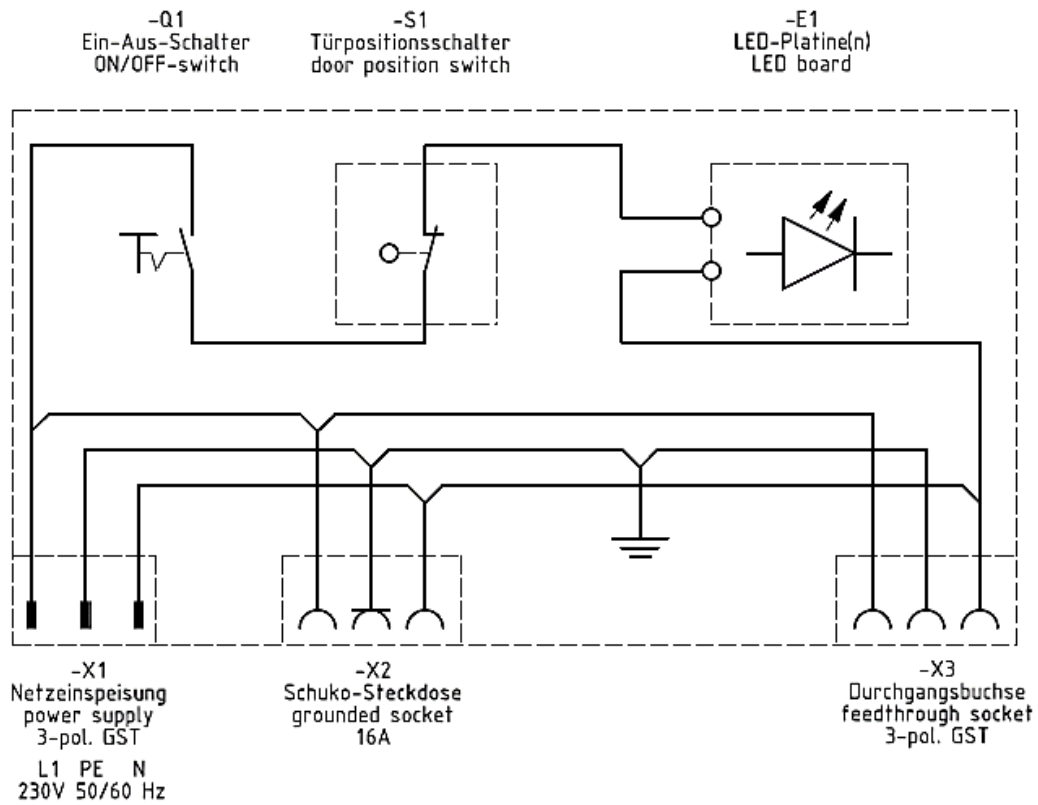 -Q1
Ein-Aus-Schalter
ON/OFF-switch
-S1
Türpositionsschalter
door position switch
-E1
LED-Platine(n)
LED board
-X1
Netzeinspeisung
power supply
3-pol. GST
L1 PE N
230V 50/60 Hz
-X2
Schuko-Steckdose
grounded socket
16A
-X3
Durchgangsbuchse
feedthrough socket
3-pol. GST